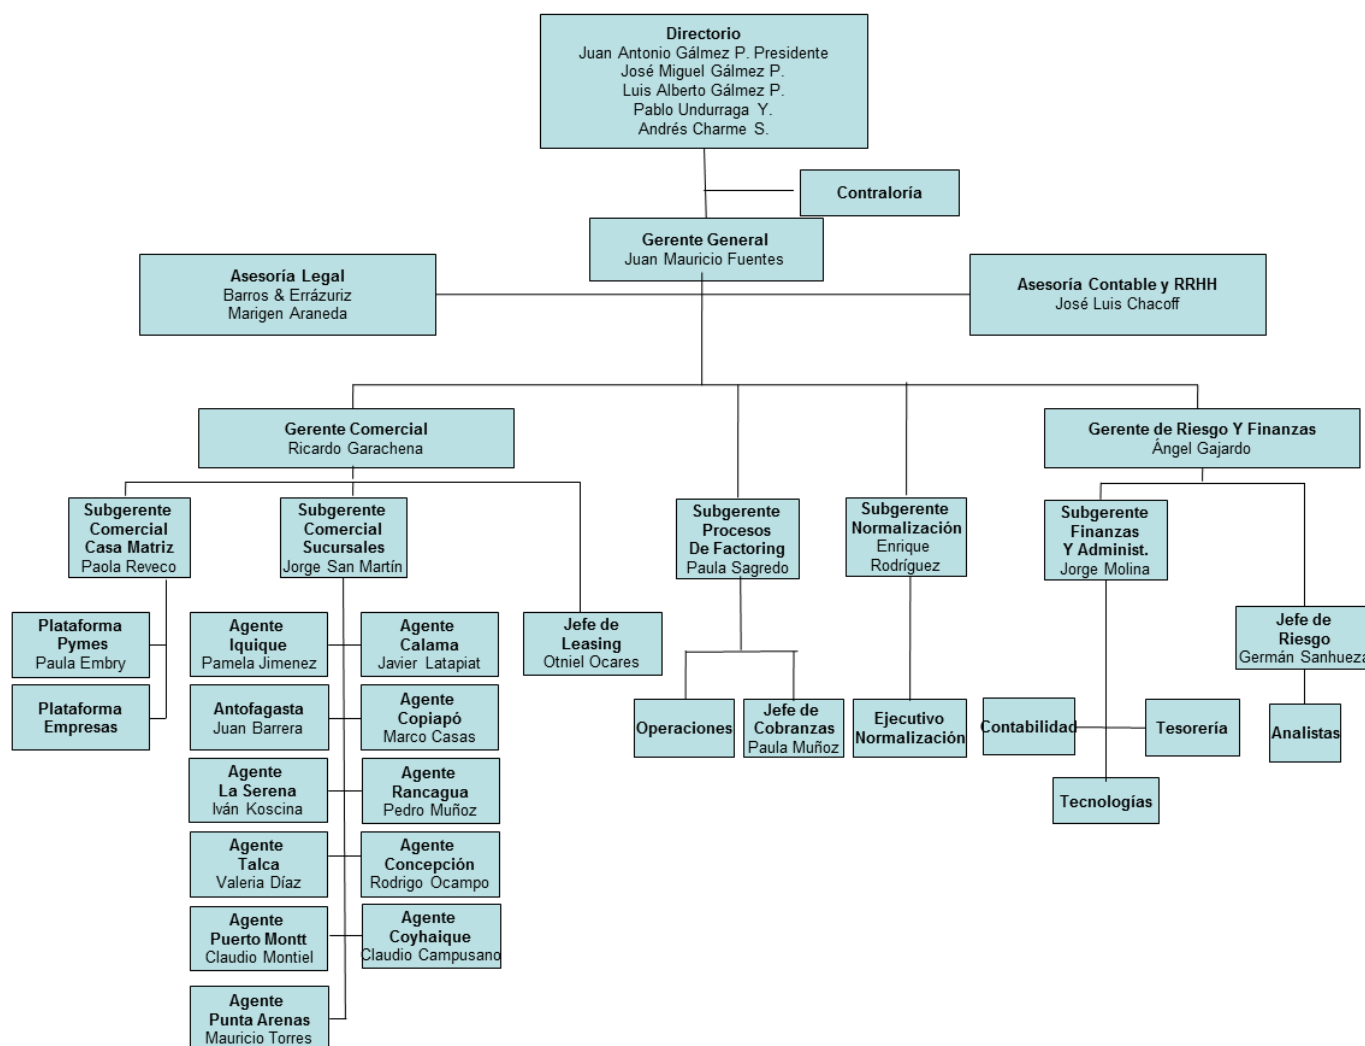 Directorio
Juan Antonio Gálmez P. Presidente
José Miguel Gálmez P.
Luis Alberto Gálmez P.
Pablo Undurraga Y.
Andrés Charme S.
Contraloría
Gerente General
Juan Mauricio Fuentes
Asesoría Legal
Barros & Errázuriz
Marigen Araneda
Asesoría Contable y RRHH
José Luis Chacoff
Gerente Comercial
Ricardo Garachena
Gerente de Riesgo Y Finanzas
Ángel Gajardo
Subgerente
Comercial
Casa Matriz
Paola Reveco
Subgerente
Comercial
Sucursales
Jorge San Martín
Subgerente
Procesos
De Factoring
Paula Sagredo
Subgerente
Normalización
Enrique
Rodríguez
Subgerente
Finanzas
Y Administ.
Jorge Molina
Plataforma
Pymes
Paula Embry
Agente
Iquique
Pamela Jimenez
Agente
Calama
Javier Latapiat
Jefe de
Leasing
Otniel Ocares
Jefe de
Riesgo
Germán Sanhueza
Plataforma
Empresas
Antofagasta
Juan Barrera
Agente
Copiapó
Marco Casas
Operaciones
Jefe de
Cobranzas
Paula Muñoz
Ejecutivo
Normalización
Contabilidad
Tesorería
Analistas
Agente
La Serena
Iván Koscina
Agente
Rancagua
Pedro Muñoz
Tecnologías
Agente
Talca
Valeria Díaz
Agente
Concepción
Rodrigo Ocampo
Agente
Puerto Montt
Claudio Montiel
Agente
Coyhaique
Claudio Campusano
Agente
Punta Arenas
Mauricio Torres